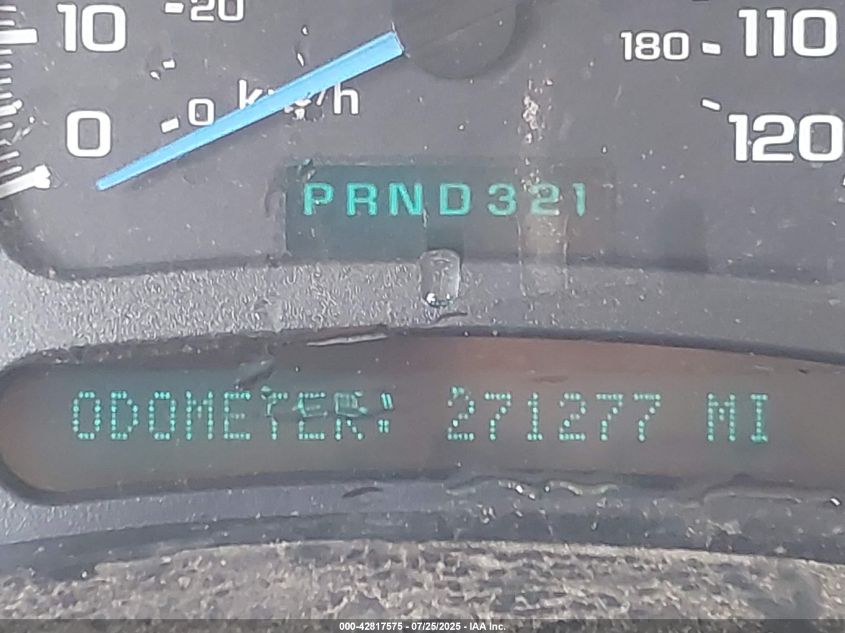 10 20 180 110
0 0 km/h 120
PRND321
ODOMETER: 271277 MI
000-42817575 - 07/25/2025 - IAA Inc.